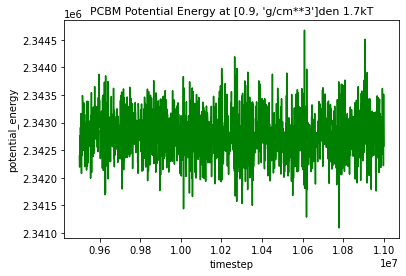 PCBM Potential Energy at [0.9, 'g/cm**3']den 1.7kT
1e6
2.3445
2.3440
2.3435
2.3430
2.3425
2.3420
2.3415
2.3410
potential_energy
0.96 0.98 1.00 1.02 1.04 1.06 1.08 1.10
timestep
1e7